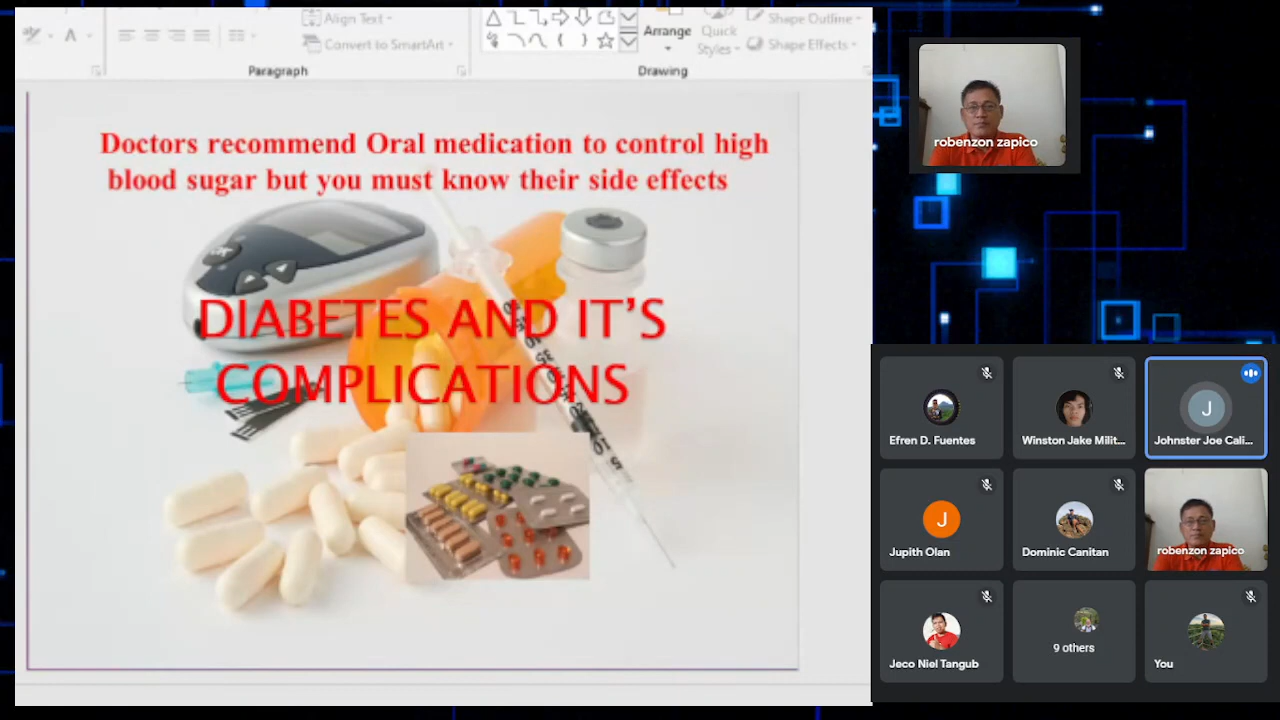 Align Text
Shape Outline
Convert to SmartArt
Arrange
Quick
Styles
Shape Effects
Paragraph
Drawing
Doctors recommend Oral medication to control high
blood sugar but you must know their side effects
DIABETES AND IT’S
COMPLICATIONS
robenzon zapico
Efren D. Fuentes
Winston Jake Milit...
J
Johnster Joe Cali...
J
Jupith Olan
Dominic Canitan
robenzon zapico
Jeco Niel Tangub
9 others
You